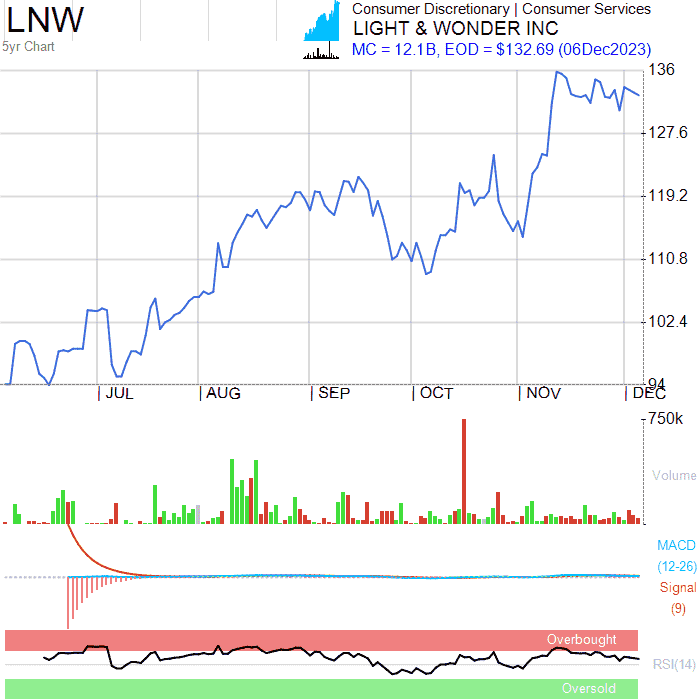 LNW
5yr Chart
Consumer Discretionary | Consumer Services
LIGHT & WONDER INC
MC = 12.1B, EOD = $132.69 (06Dec2023)
136
127.6
119.2
110.8
102.4
94
JUL
AUG
SEP
OCT
NOV
DEC
750k
Volume
MACD
(12-26)
Signal
(9)
Overbought
RSI(14)
Oversold